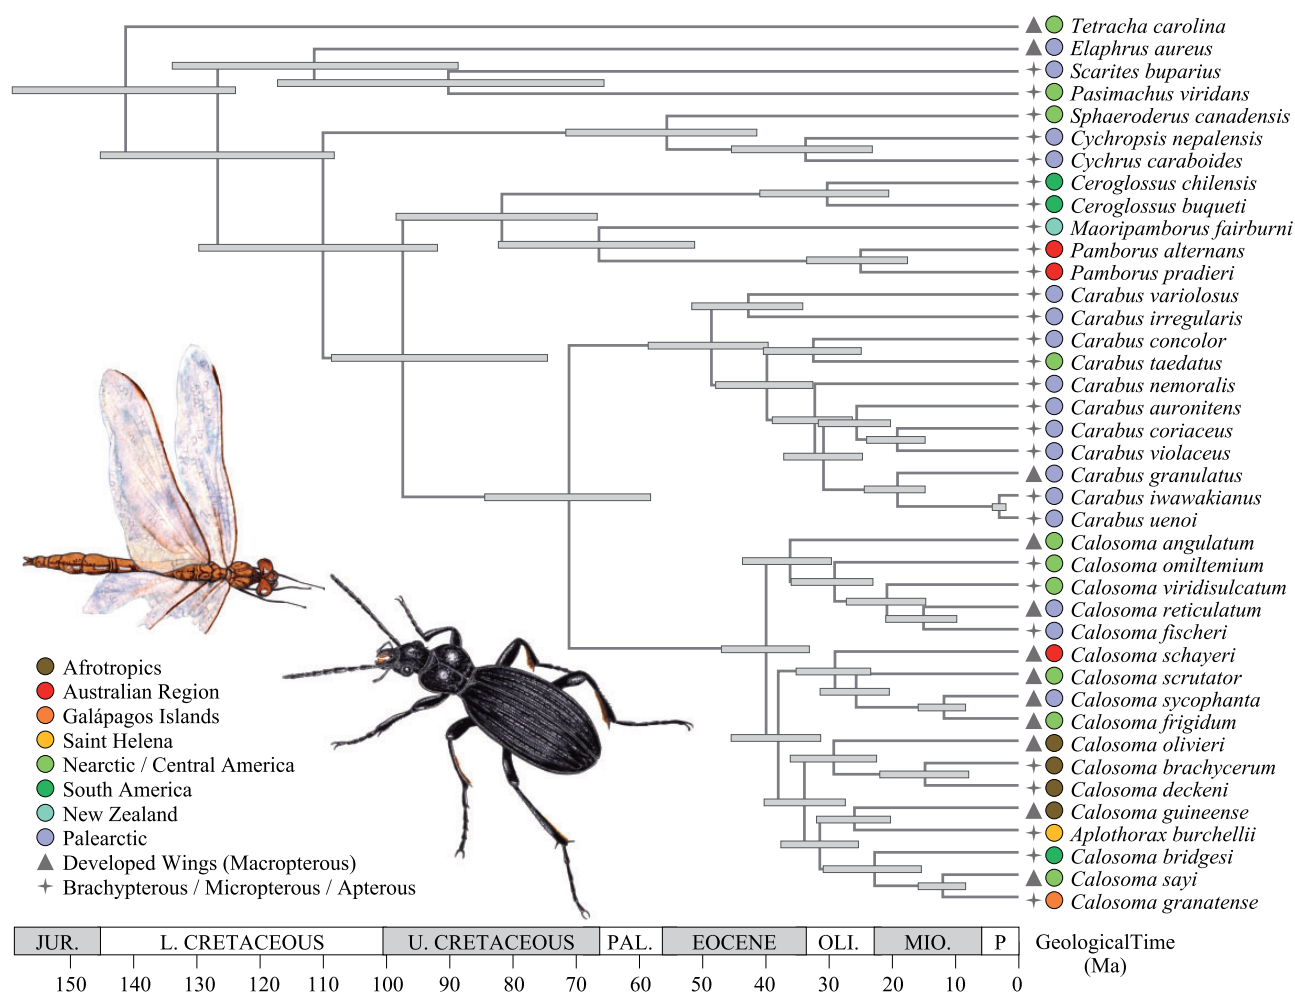 Tetracha carolina
Elaphrus aureus
Scarites buparius
Pasimachus viridans
Sphaeroderus canadensis
Cychropsis nepalensis
Cychrus caraboides
Ceroglossus chilensis
Ceroglossus buqueti
Maoripamborus fairburni
Pamborus alternans
Pamborus pradieri
Carabus variolosus
Carabus irregularis
Carabus concolor
Carabus taedatus
Carabus nemoralis
Carabus auronitens
Carabus coriaceus
Carabus violaceus
Carabus granulatus
Carabus iwawakianus
Carabus uenoi
Calosoma angulatum
Calosoma omiltemium
Calosoma viridisulcatum
Calosoma reticulatum
Calosoma fischeri
Calosoma schayeri
Calosoma scrutator
Calosoma sycophanta
Calosoma frigidum
Calosoma olivieri
Calosoma brachycerum
Calosoma deckeni
Calosoma guineense
Aplothorax burchellii
Calosoma bridgesi
Calosoma sayi
Calosoma granatense
Afrotropics
Australian Region
Galápagos Islands
Saint Helena
Nearctic / Central America
South America
New Zealand
Palearctic
Developed Wings (Macropterous)
Brachypterous / Micropterous / Apterous
JUR. L. CRETACEOUS U. CRETACEOUS PAL. EOCENE OLI. MIO. P
GeologicalTime
(Ma)
150 140 130 120 110 100 90 80 70 60 50 40 30 20 10 0